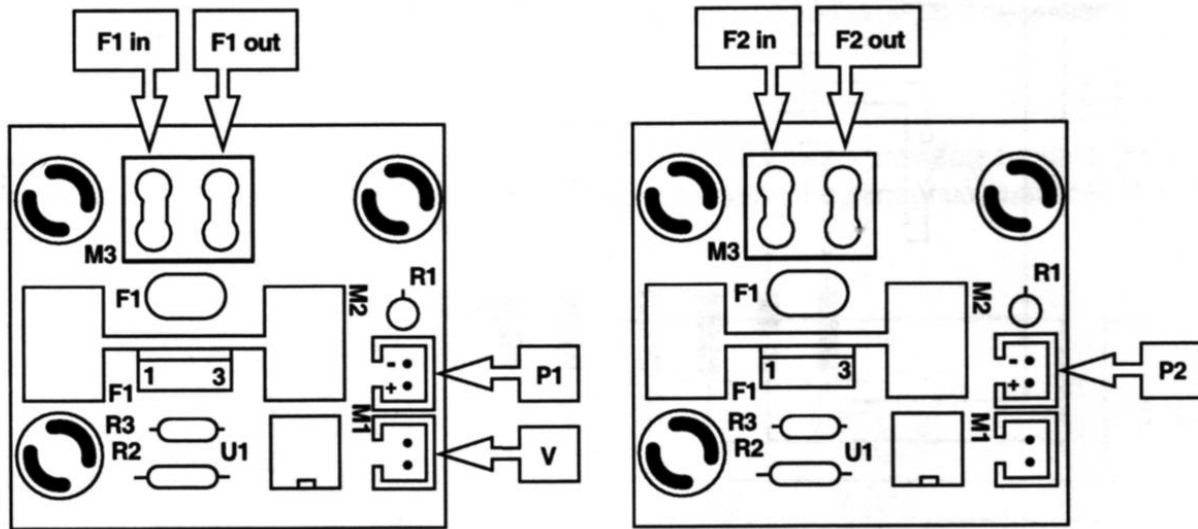 F1 in F1 out
M3
F1
M2
R1
- +
1 3
F1
P1
R3
R2
U1
M1
V
F2 in F2 out
M3
F1
M2
R1
- +
1 3
F1
P2
R3
R2
U1
M1